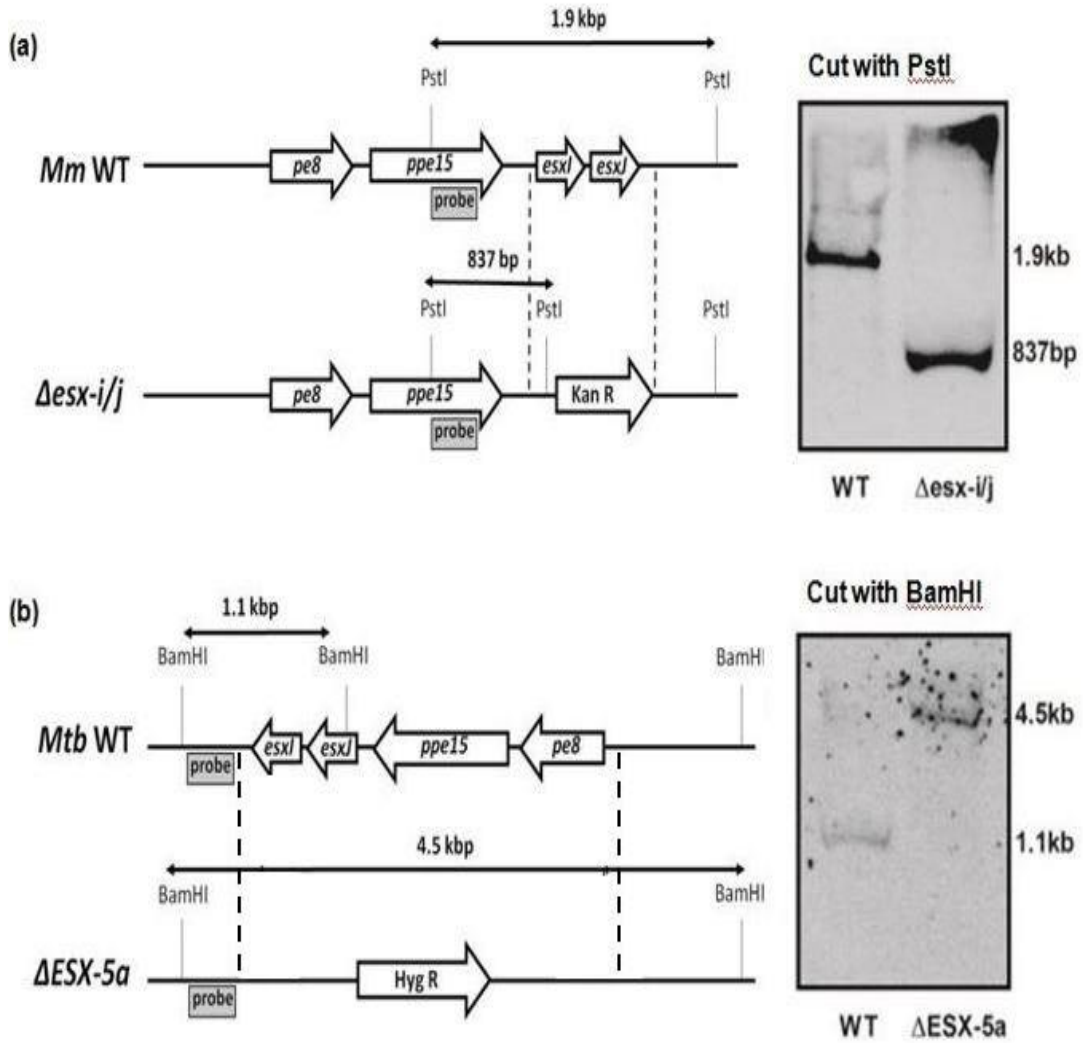 (a)
1.9 kbp
PstI
PstI
Mm WT
pe8
ppe15
esxI
esxJ
probe
837 bp
PstI
PstI
PstI
Δesx-i/j
pe8
ppe15
Kan R
probe
Cut with PstI
1.9kb
837bp
WT
Δesx-i/j
(b)
1.1 kbp
BamHI
BamHI
BamHI
Mtb WT
esxI
esxJ
ppe15
pe8
probe
4.5 kbp
BamHI
BamHI
ΔESX-5a
Hyg R
probe
Cut with BamHI
4.5kb
1.1kb
WT
ΔESX-5a